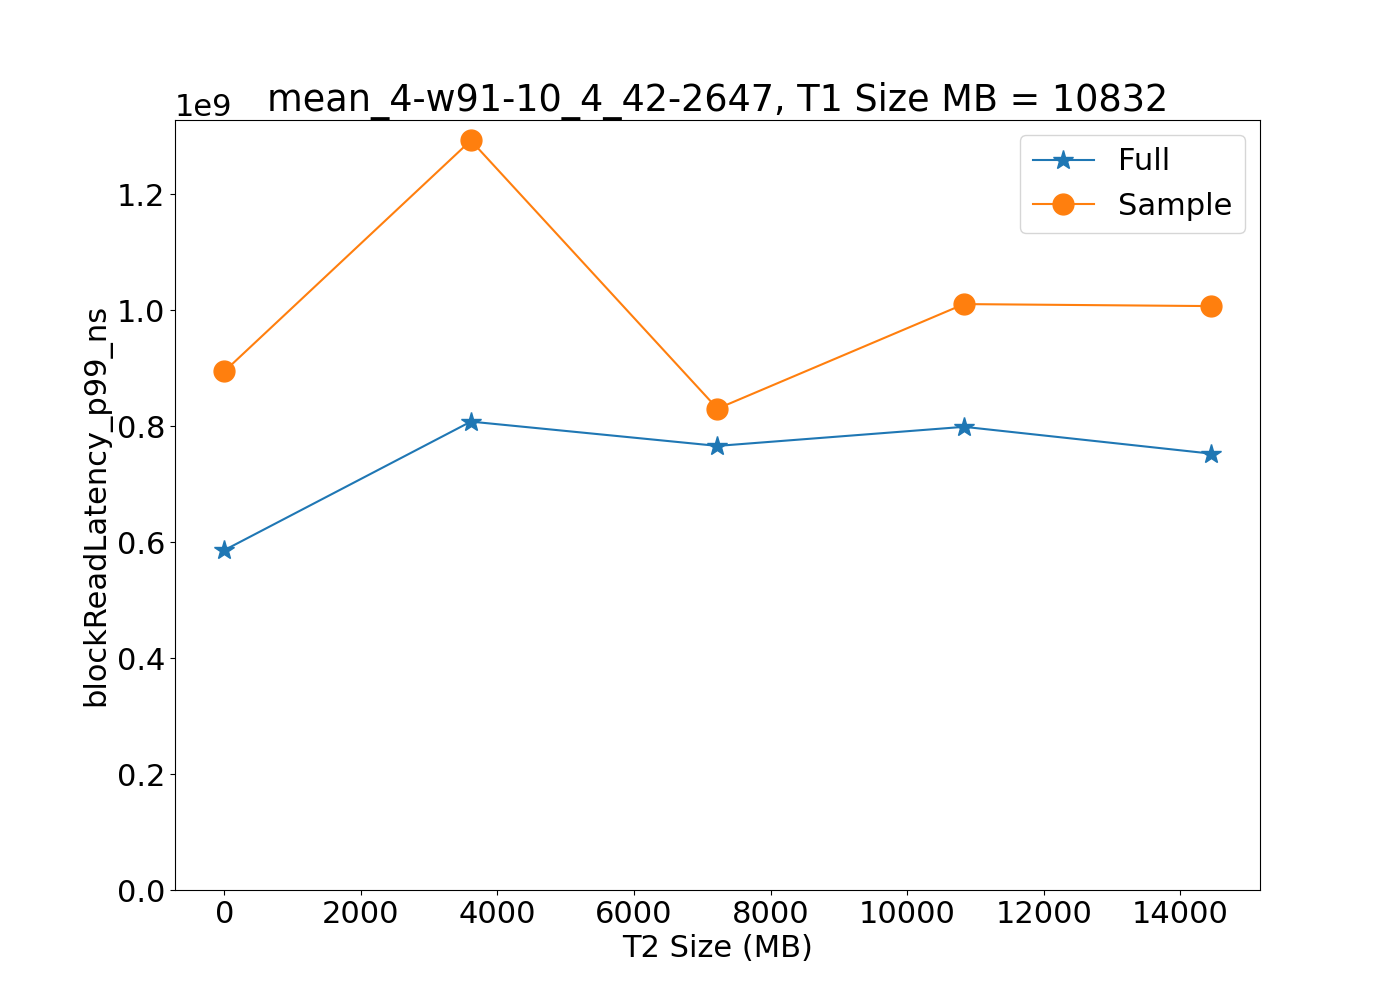 1e9
mean_4-w91-10_4_42-2647, T1 Size MB = 10832
Full
Sample
1.2
1.0
0.8
0.6
0.4
0.2
0.0
blockReadLatency_p99_ns
0 2000 4000 6000 8000 10000 12000 14000
T2 Size (MB)